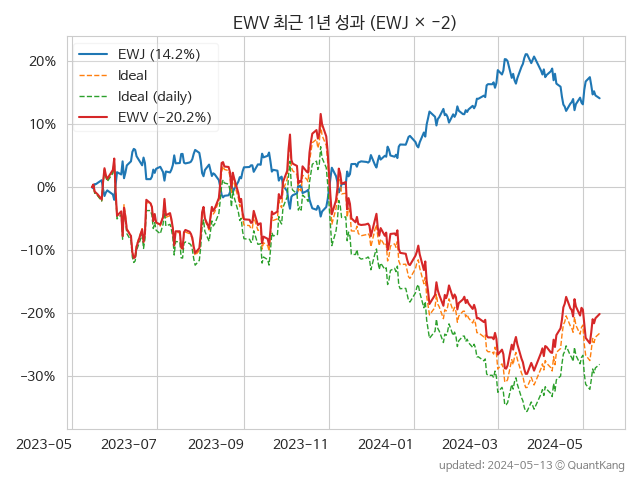 EWV 최근 1년 성과 (EWJ × −2)
EWJ (14.2%)
Ideal
Ideal (daily)
EWV (−20.2%)
20%
10%
0%
−10%
−20%
−30%
2023-05 2023-07 2023-09 2023-11 2024-01 2024-03 2024-05
updated: 2024-05-13 ⓒ QuantKang